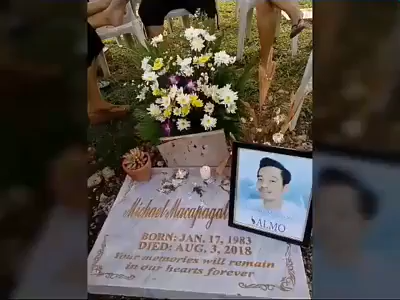 Michael Macapagal
BORN: JAN. 17, 1983
DIED: AUG. 3, 2018
Your memories will remain
in our hearts forever
SALMO